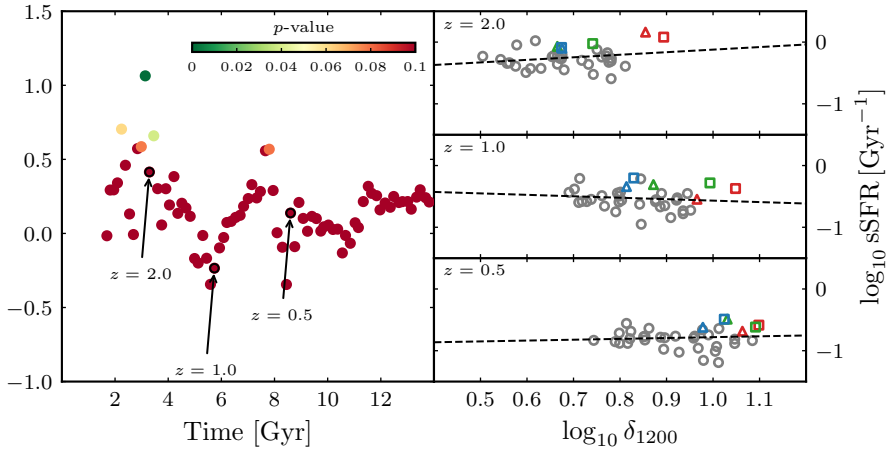 1.5
1.0
0.5
0.0
−0.5
−1.0
p-value
0 0.02 0.04 0.06 0.08 0.1
z = 2.0
z = 0.5
z = 1.0
2 4 6 8 10 12
Time [Gyr]
z = 2.0
0
−1
z = 1.0
0
−1
z = 0.5
0
−1
0.5 0.6 0.7 0.8 0.9 1.0 1.1
log₁₀ δ₁₂₀₀
log₁₀ sSFR [Gyr⁻¹]